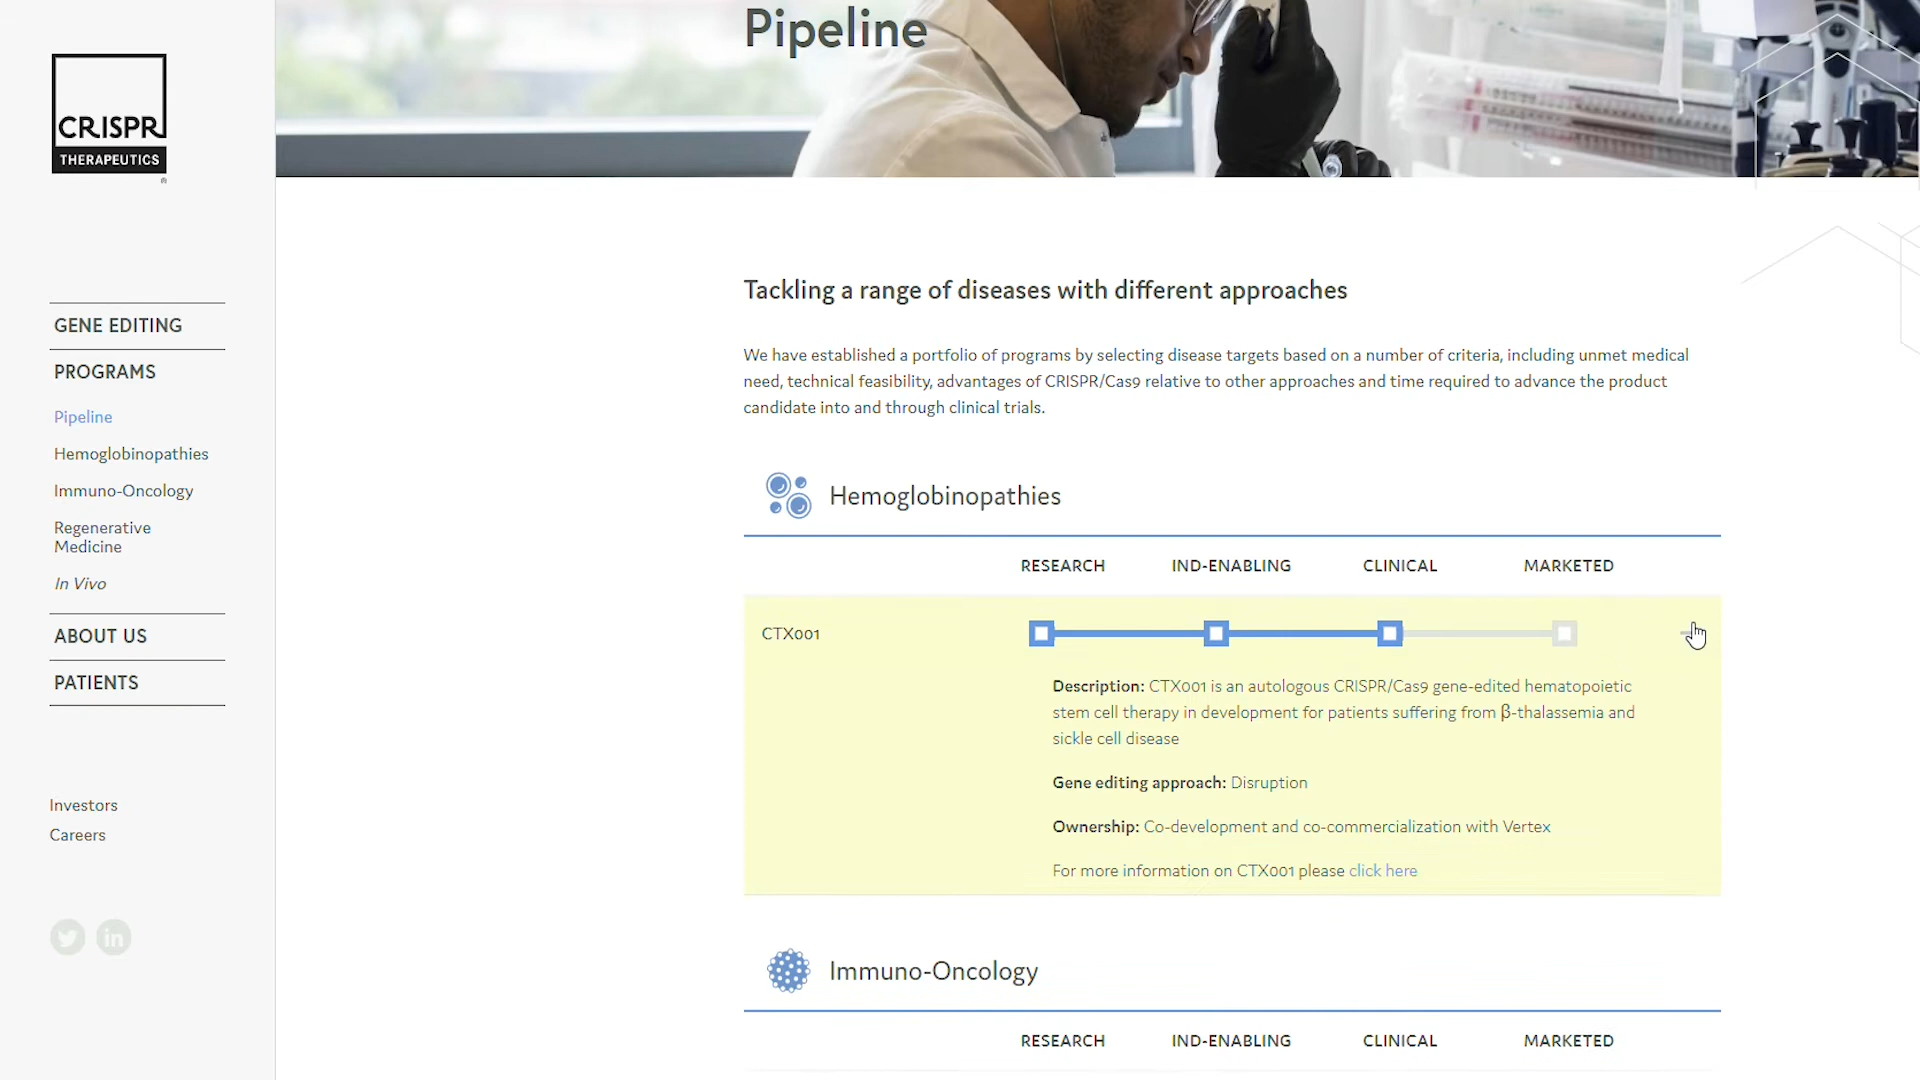 Pipeline
CRISPR
THERAPEUTICS
®
GENE EDITING
PROGRAMS
Pipeline
Hemoglobinopathies
Immuno-Oncology
Regenerative
Medicine
In Vivo
ABOUT US
PATIENTS
Investors
Careers
in
Tackling a range of diseases with different approaches
We have established a portfolio of programs by selecting disease targets based on a number of criteria, including unmet medical
need, technical feasibility, advantages of CRISPR/Cas9 relative to other approaches and time required to advance the product
candidate into and through clinical trials.
Hemoglobinopathies
RESEARCH IND-ENABLING CLINICAL MARKETED
CTX001
Description: CTX001 is an autologous CRISPR/Cas9 gene-edited hematopoietic
stem cell therapy in development for patients suffering from β-thalassemia and
sickle cell disease
Gene editing approach: Disruption
Ownership: Co-development and co-commercialization with Vertex
For more information on CTX001 please click here
Immuno-Oncology
RESEARCH IND-ENABLING CLINICAL MARKETED